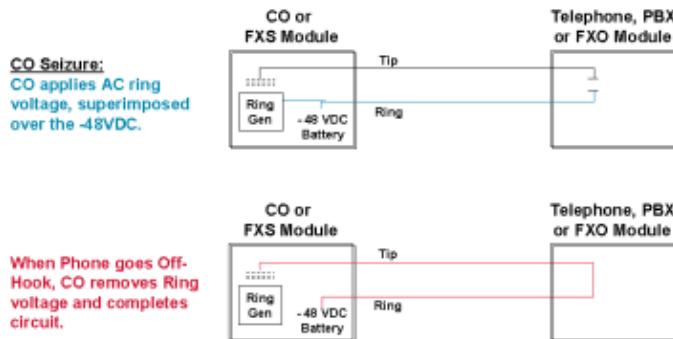 CO or
FXS Module
Telephone, PBX
or FXO Module
CO Seizure:
CO applies AC ring
voltage, superimposed
over the -48VDC.
Tip
Ring
Gen
Ring
- 48 VDC
Battery
CO or
FXS Module
Telephone, PBX
or FXO Module
When Phone goes Off-
Hook, CO removes Ring
voltage and completes
circuit.
Tip
Ring
Gen
Ring
- 48 VDC
Battery